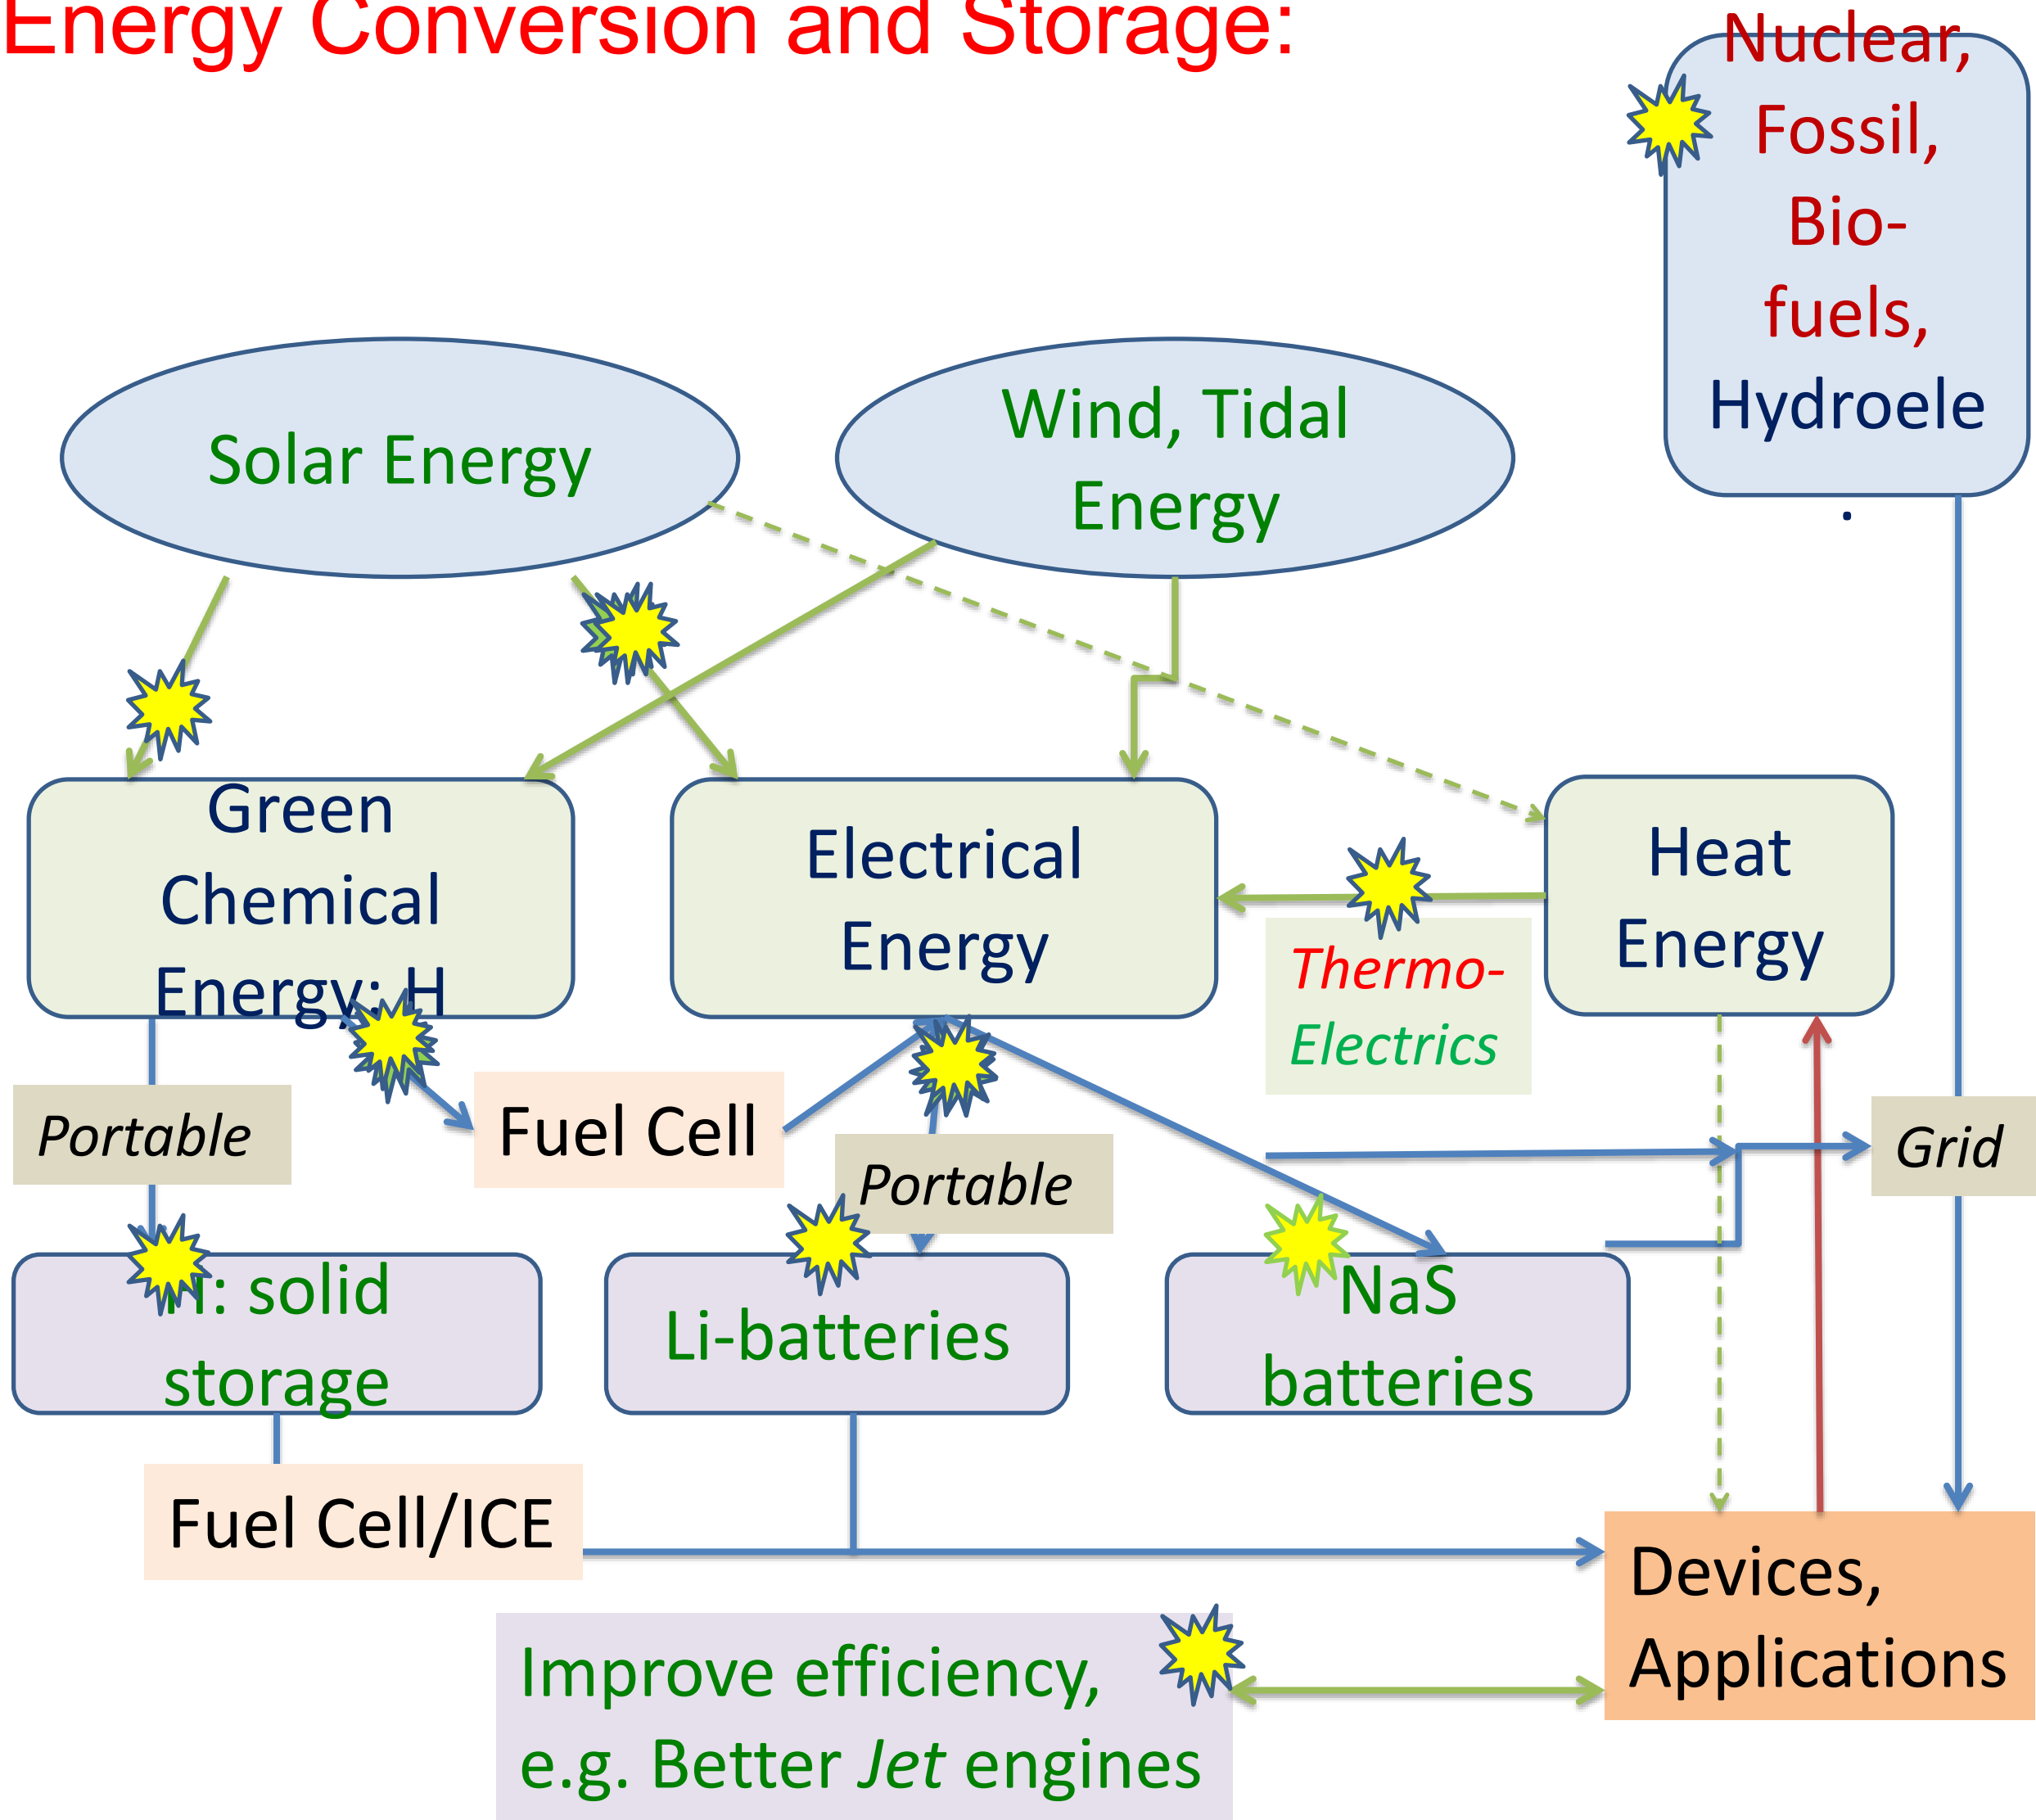 Energy Conversion and Storage:
Nuclear,
Fossil,
Bio-
fuels,
Hydroele
.
Solar Energy
Wind, Tidal
Energy
Green
Chemical
Energy: H
Electrical
Energy
Heat
Energy
Thermo-
Electrics
Portable
Fuel Cell
Portable
Grid
H: solid
storage
Li-batteries
NaS
batteries
Fuel Cell/ICE
Devices,
Applications
Improve efficiency,
e.g. Better Jet engines